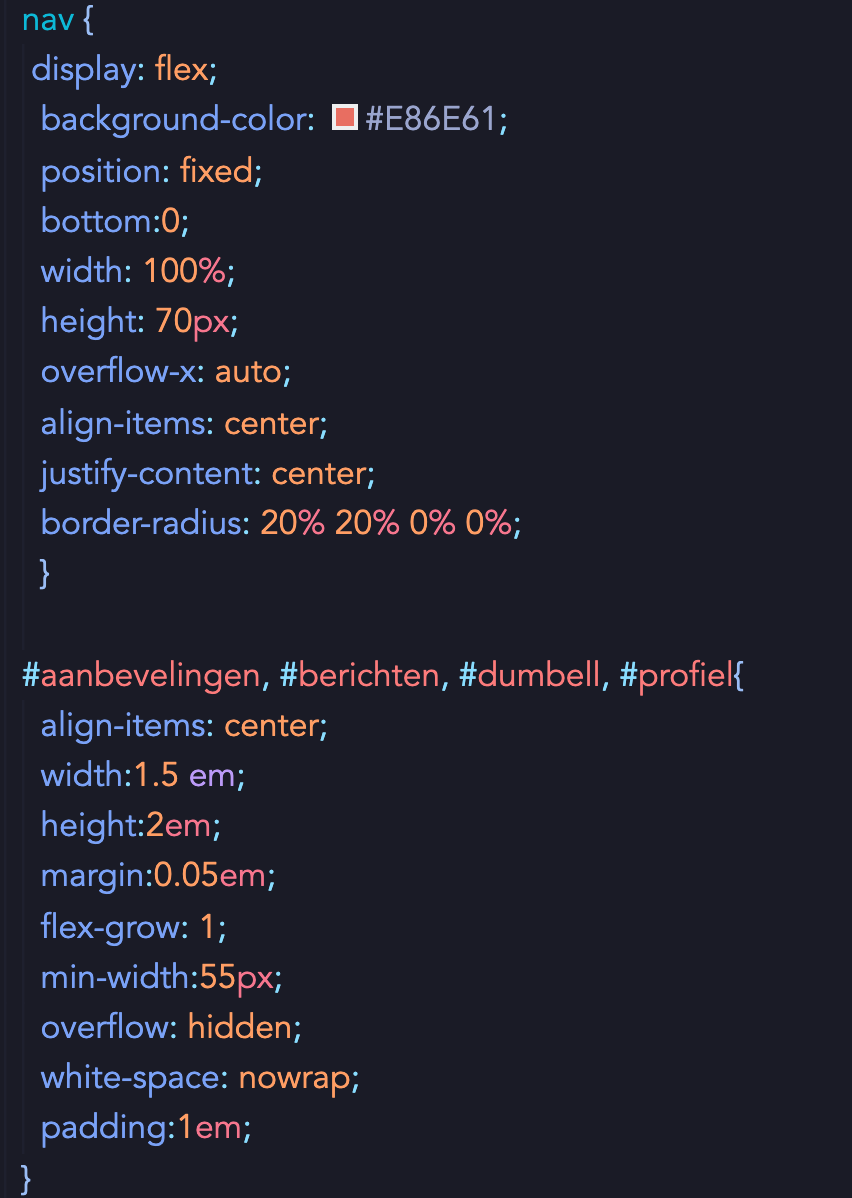 nav {
display: flex;
background-color: #E86E61;
position: fixed;
bottom:0;
width: 100%;
height: 70px;
overflow-x: auto;
align-items: center;
justify-content: center;
border-radius: 20% 20% 0% 0%;
}
#aanbevelingen, #berichten, #dumbell, #profiel{
align-items: center;
width:1.5 em;
height:2em;
margin:0.05em;
flex-grow: 1;
min-width:55px;
overflow: hidden;
white-space: nowrap;
padding:1em;
}